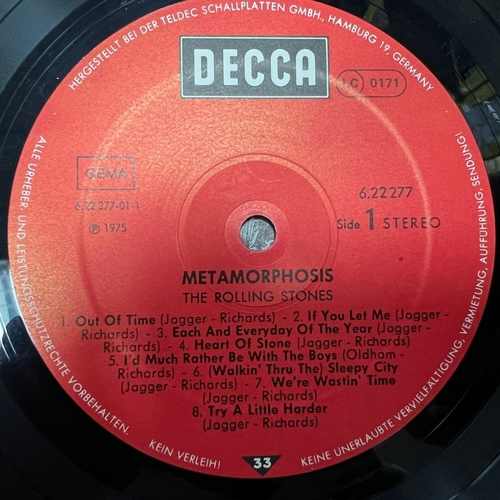 HERGESTELLT BEI DER TELDEC SCHALLPLATTEN GMBH., HAMBURG 19, GERMANY
DECCA
LC 0171
GEMA
6.22 277-01-1
℗ 1975
6.22277
Side 1 STEREO
METAMORPHOSIS
THE ROLLING STONES
1. Out Of Time (Jagger - Richards) - 2. If You Let Me (Jagger -
Richards) - 3. Each And Everyday Of The Year (Jagger -
Richards) - 4. Heart Of Stone (Jagger - Richards)
5. I'd Much Rather Be With The Boys (Oldham -
Richards) - 6. (Walkin' Thru The) Sleepy City
(Jagger - Richards) - 7. We're Wastin' Time
(Jagger - Richards)
8. Try A Little Harder
(Jagger - Richards)
ALLE URHEBER- UND LEISTUNGSSCHUTZRECHTE VORBEHALTEN.
KEIN VERLEIH!
33
KEINE UNERLAUBTE VERVIELFÄLTIGUNG, VERMIETUNG, AUFFÜHRUNG, SENDUNG!